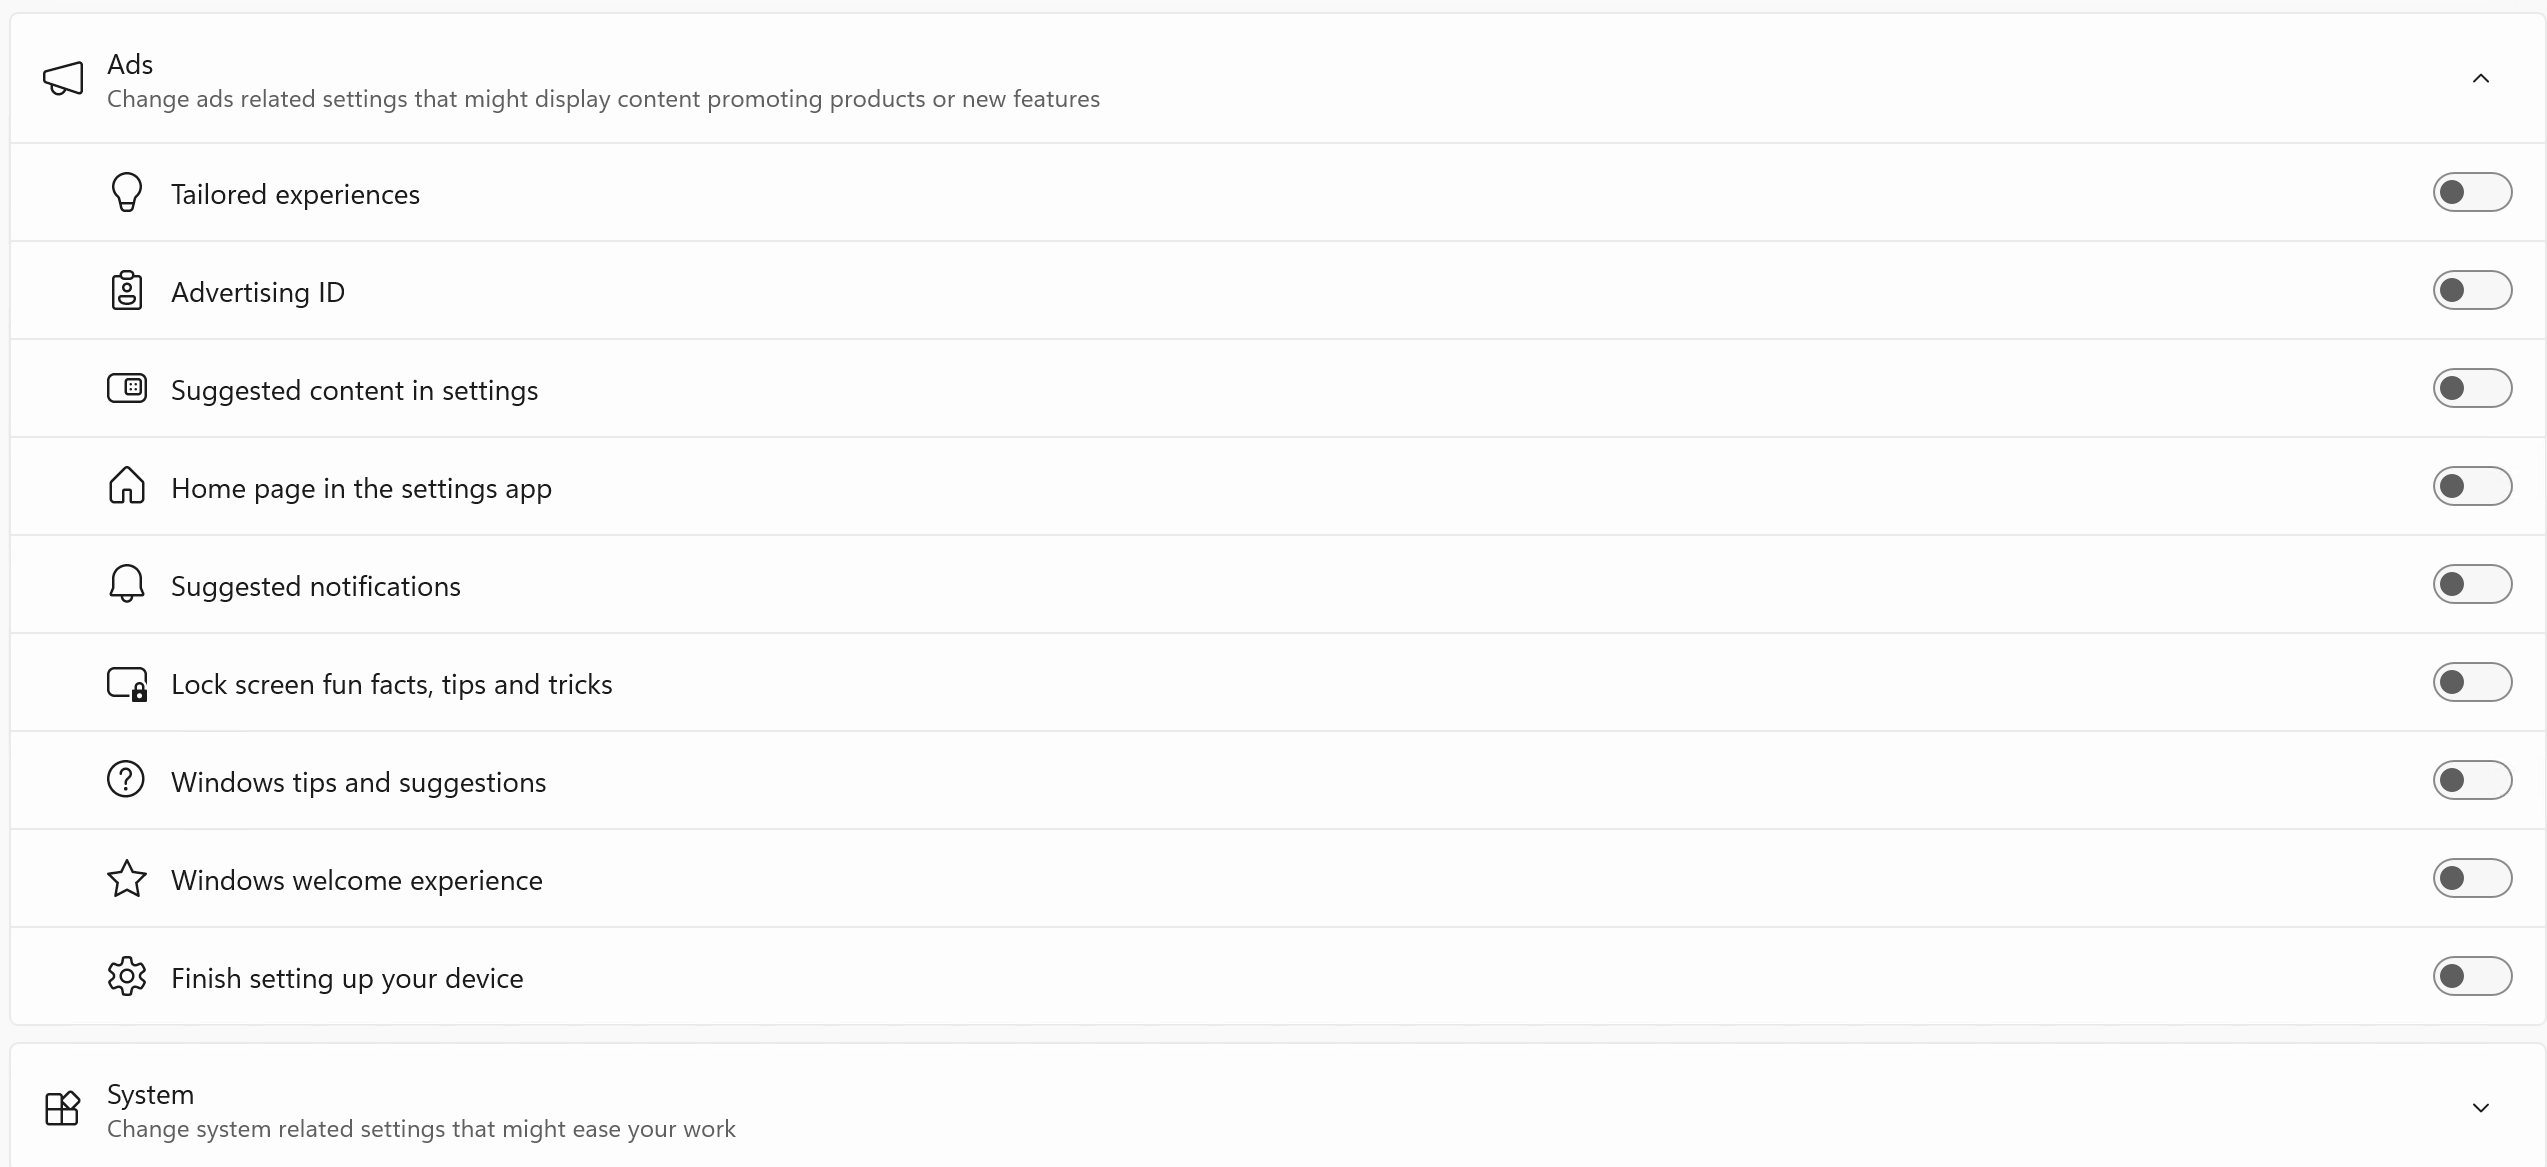 Ads
Change ads related settings that might display content promoting products or new features
Tailored experiences
Advertising ID
Suggested content in settings
Home page in the settings app
Suggested notifications
Lock screen fun facts, tips and tricks
Windows tips and suggestions
Windows welcome experience
Finish setting up your device
System
Change system related settings that might ease your work